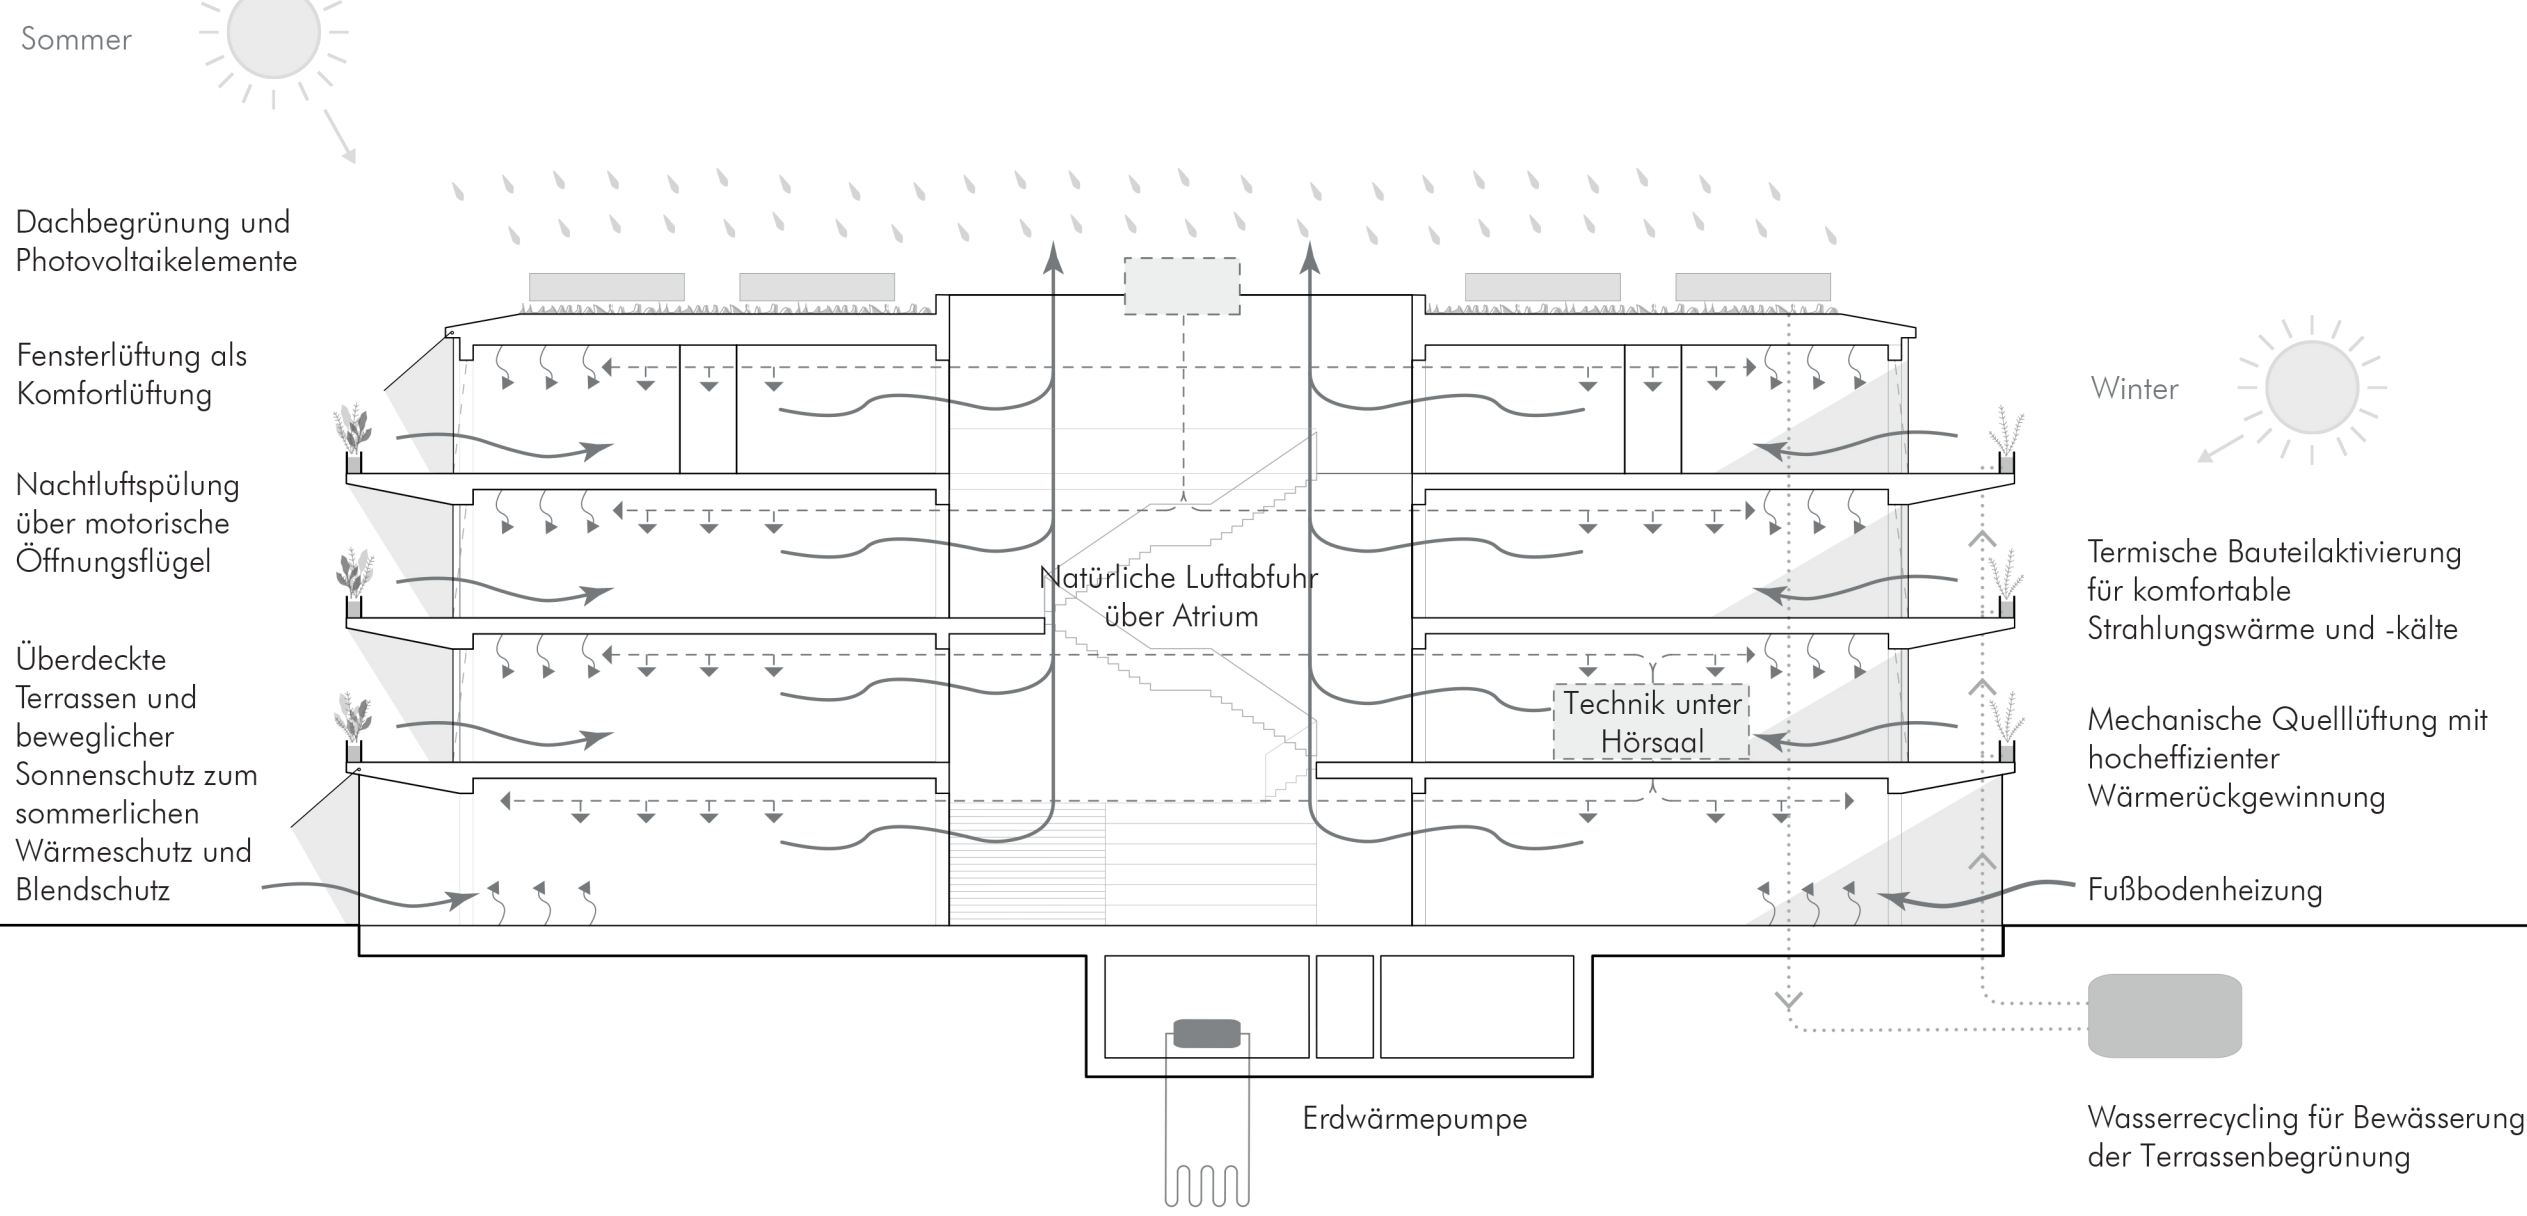 Sommer
Dachbegrünung und
Photovoltaikelemente
Fensterlüftung als
Komfortlüftung
Nachtluftspülung
über motorische
Öffnungsflügel
Überdeckte
Terrassen und
beweglicher
Sonnenschutz zum
sommerlichen
Wärmeschutz und
Blendschutz
Natürliche Luftabfuhr
über Atrium
Technik unter
Hörsaal
Erdwärmepumpe
Winter
Termische Bauteilaktivierung
für komfortable
Strahlungswärme und -kälte
Mechanische Quelllüftung mit
hocheffizienter
Wärmerückgewinnung
Fußbodenheizung
Wasserrecycling für Bewässerung
der Terrassenbegrünung